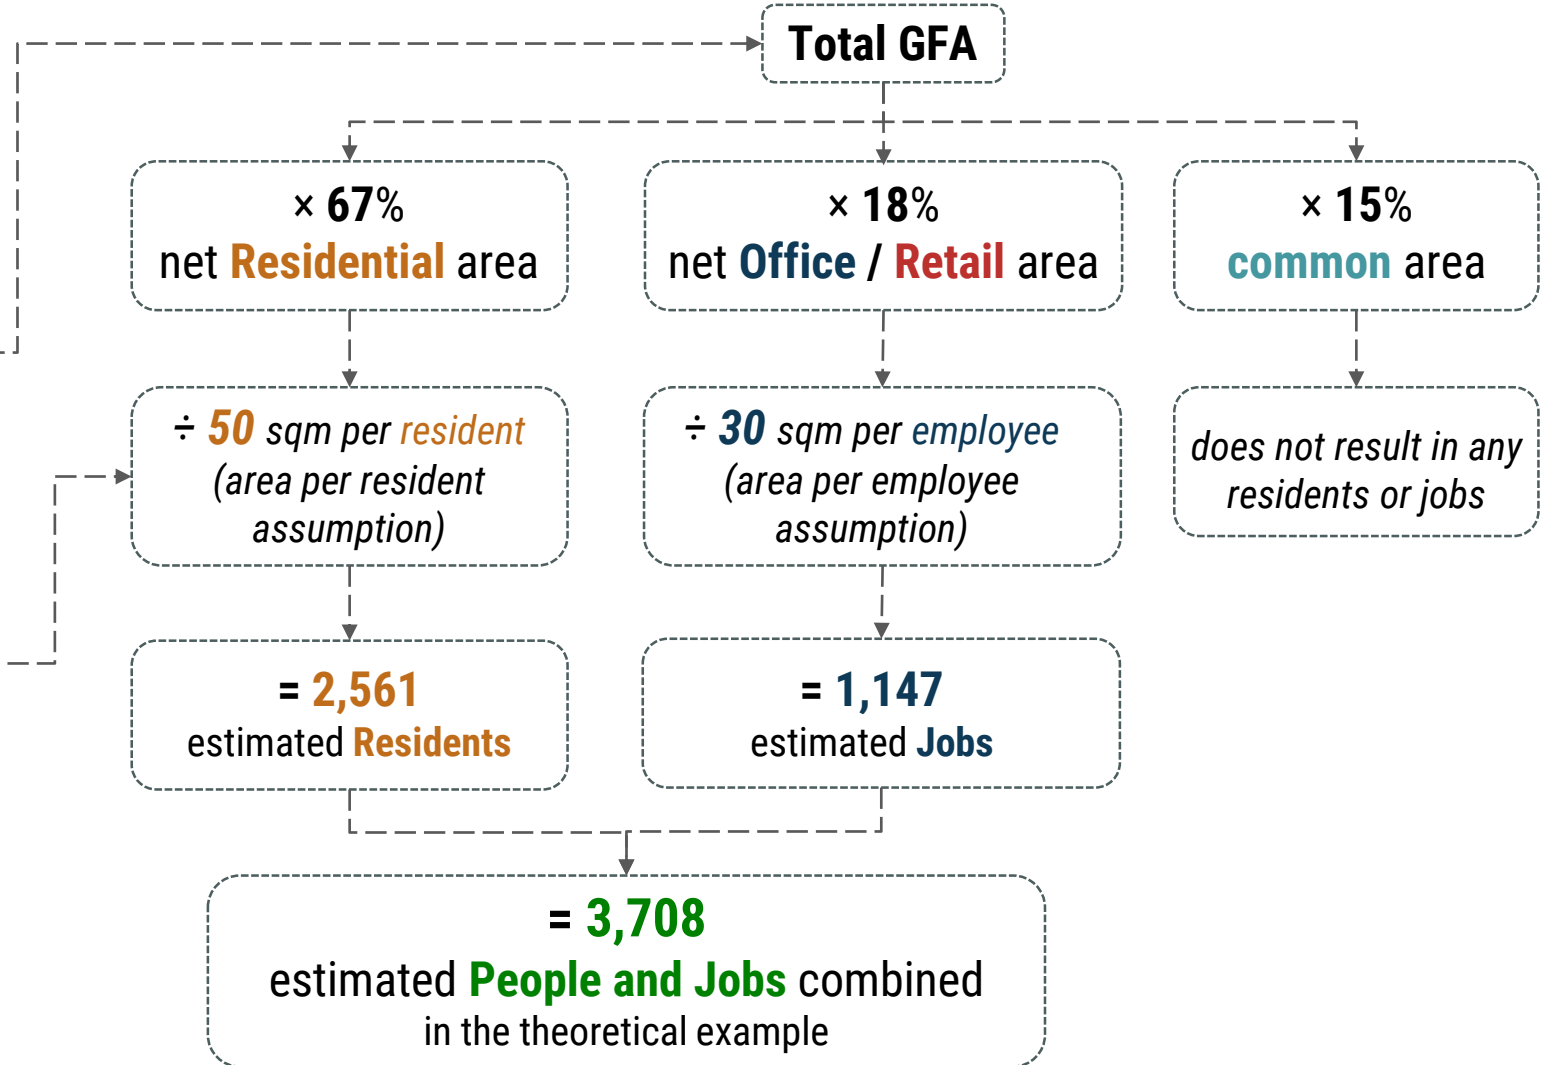 Total GFA
× 67%
net Residential area
× 18%
net Office / Retail area
× 15%
common area
÷ 50 sqm per resident
(area per resident
assumption)
÷ 30 sqm per employee
(area per employee
assumption)
does not result in any
residents or jobs
= 2,561
estimated Residents
= 1,147
estimated Jobs
= 3,708
estimated People and Jobs combined
in the theoretical example